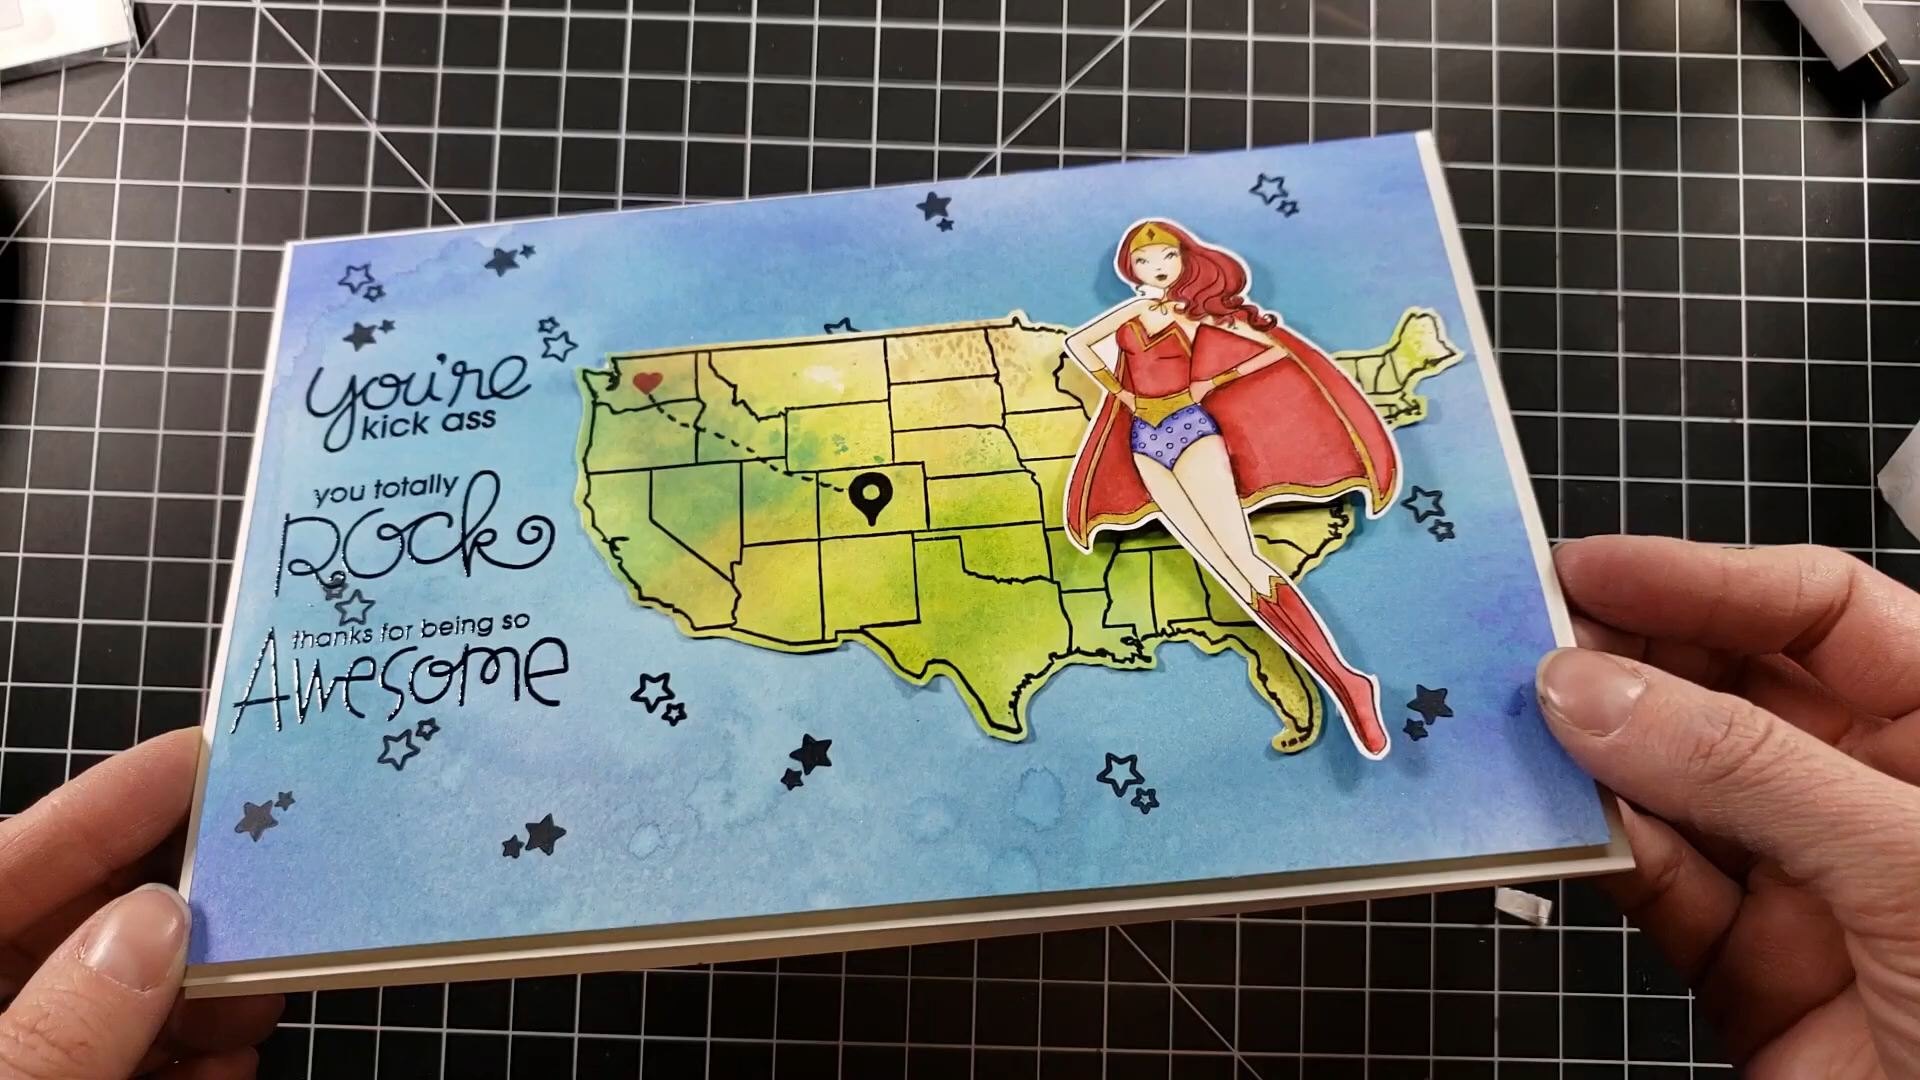 you're
kick ass
you totally
Rock
thanks for being so
Awesome